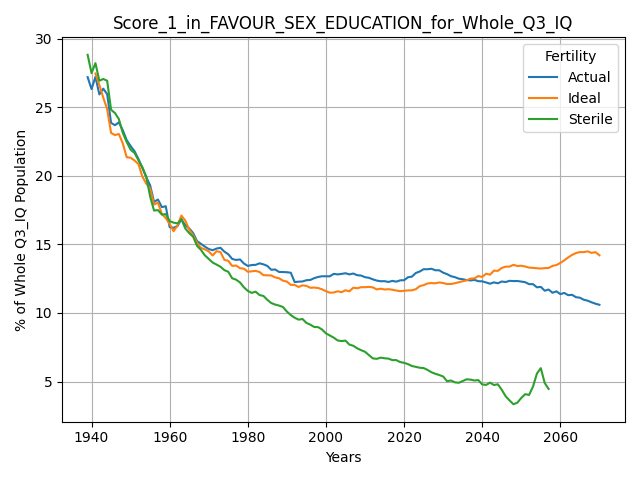 Score_1_in_FAVOUR_SEX_EDUCATION_for_Whole_Q3_IQ
Fertility
Actual
Ideal
Sterile
% of Whole Q3_IQ Population
30
25
20
15
10
5
1940 1960 1980 2000 2020 2040 2060
Years